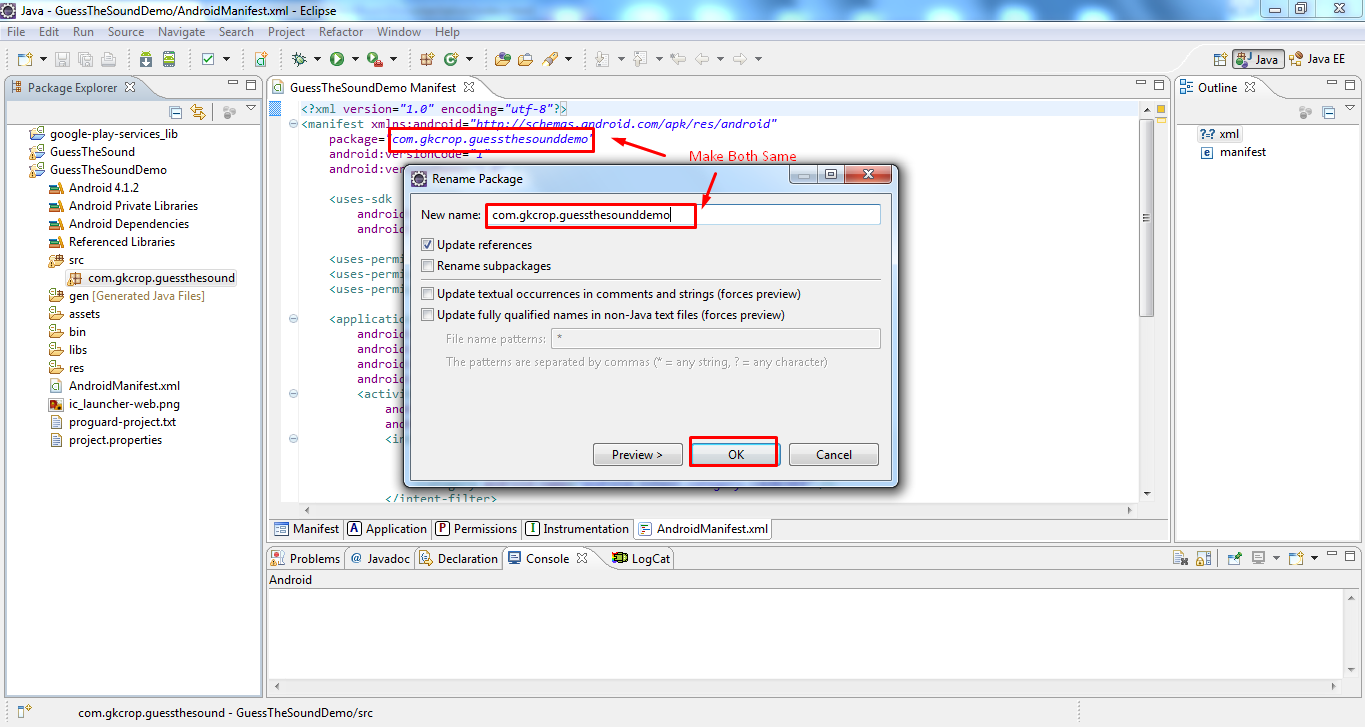 Java - GuessTheSoundDemo/AndroidManifest.xml - Eclipse
File Edit Run Source Navigate Search Project Refactor Window Help
Java Java EE
Package Explorer
google-play-services_lib
GuessTheSound
GuessTheSoundDemo
Android 4.1.2
Android Private Libraries
Android Dependencies
Referenced Libraries
src
com.gkcrop.guessthesound
gen [Generated Java Files]
assets
bin
libs
res
AndroidManifest.xml
ic_launcher-web.png
proguard-project.txt
project.properties
GuessTheSoundDemo Manifest
<?xml version="1.0" encoding="utf-8"?>
<manifest xmlns:android="http://schemas.android.com/apk/res/android"
package="com.gkcrop.guessthesounddemo"
android:versionCode="1"
android:ver
<uses-sdk
android
android
<uses-permi
<uses-permi
<uses-permi
<applicatio
android
android
android
android
<activi
an
an
<in
</intent-filter>
Make Both Same
Rename Package
New name: com.gkcrop.guessthesounddemo
Update references
Rename subpackages
Update textual occurrences in comments and strings (forces preview)
Update fully qualified names in non-Java text files (forces preview)
File name patterns: *
The patterns are separated by commas (* = any string, ? = any character)
Preview > OK Cancel
Manifest A Application P Permissions I Instrumentation AndroidManifest.xml
Outline
?=? xml
e manifest
Problems @ Javadoc Declaration Console LogCat
Android
com.gkcrop.guessthesound - GuessTheSoundDemo/src